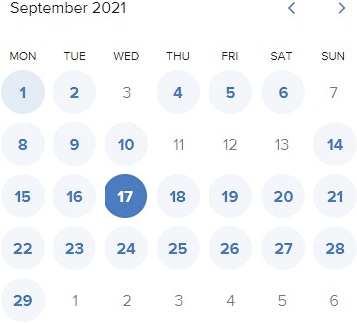 September 2021
MON TUE WED THU FRI SAT SUN
1 2 3 4 5 6 7
8 9 10 11 12 13 14
15 16 17 18 19 20 21
22 23 24 25 26 27 28
29 1 2 3 4 5 6